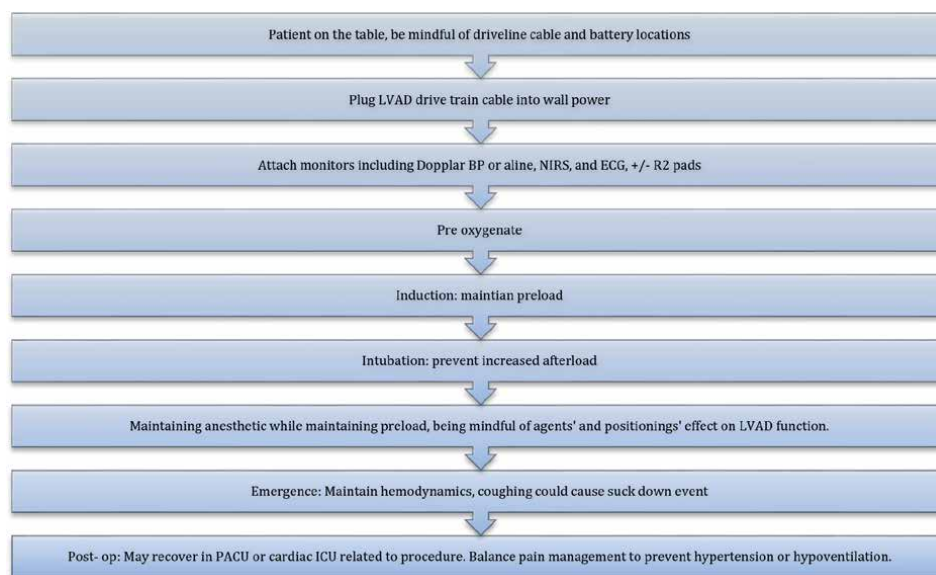 Patient on the table, be mindful of driveline cable and battery locations
Plug LVAD drive train cable into wall power
Attach monitors including Dopplar BP or aline, NIRS, and ECG, +/- R2 pads
Pre oxygenate
Induction: maintian preload
Intubation: prevent increased afterload
Maintaining anesthetic while maintaining preload, being mindful of agents' and positionings' effect on LVAD function.
Emergence: Maintain hemodynamics, coughing could cause suck down event
Post- op: May recover in PACU or cardiac ICU related to procedure. Balance pain management to prevent hypertension or hypoventilation.